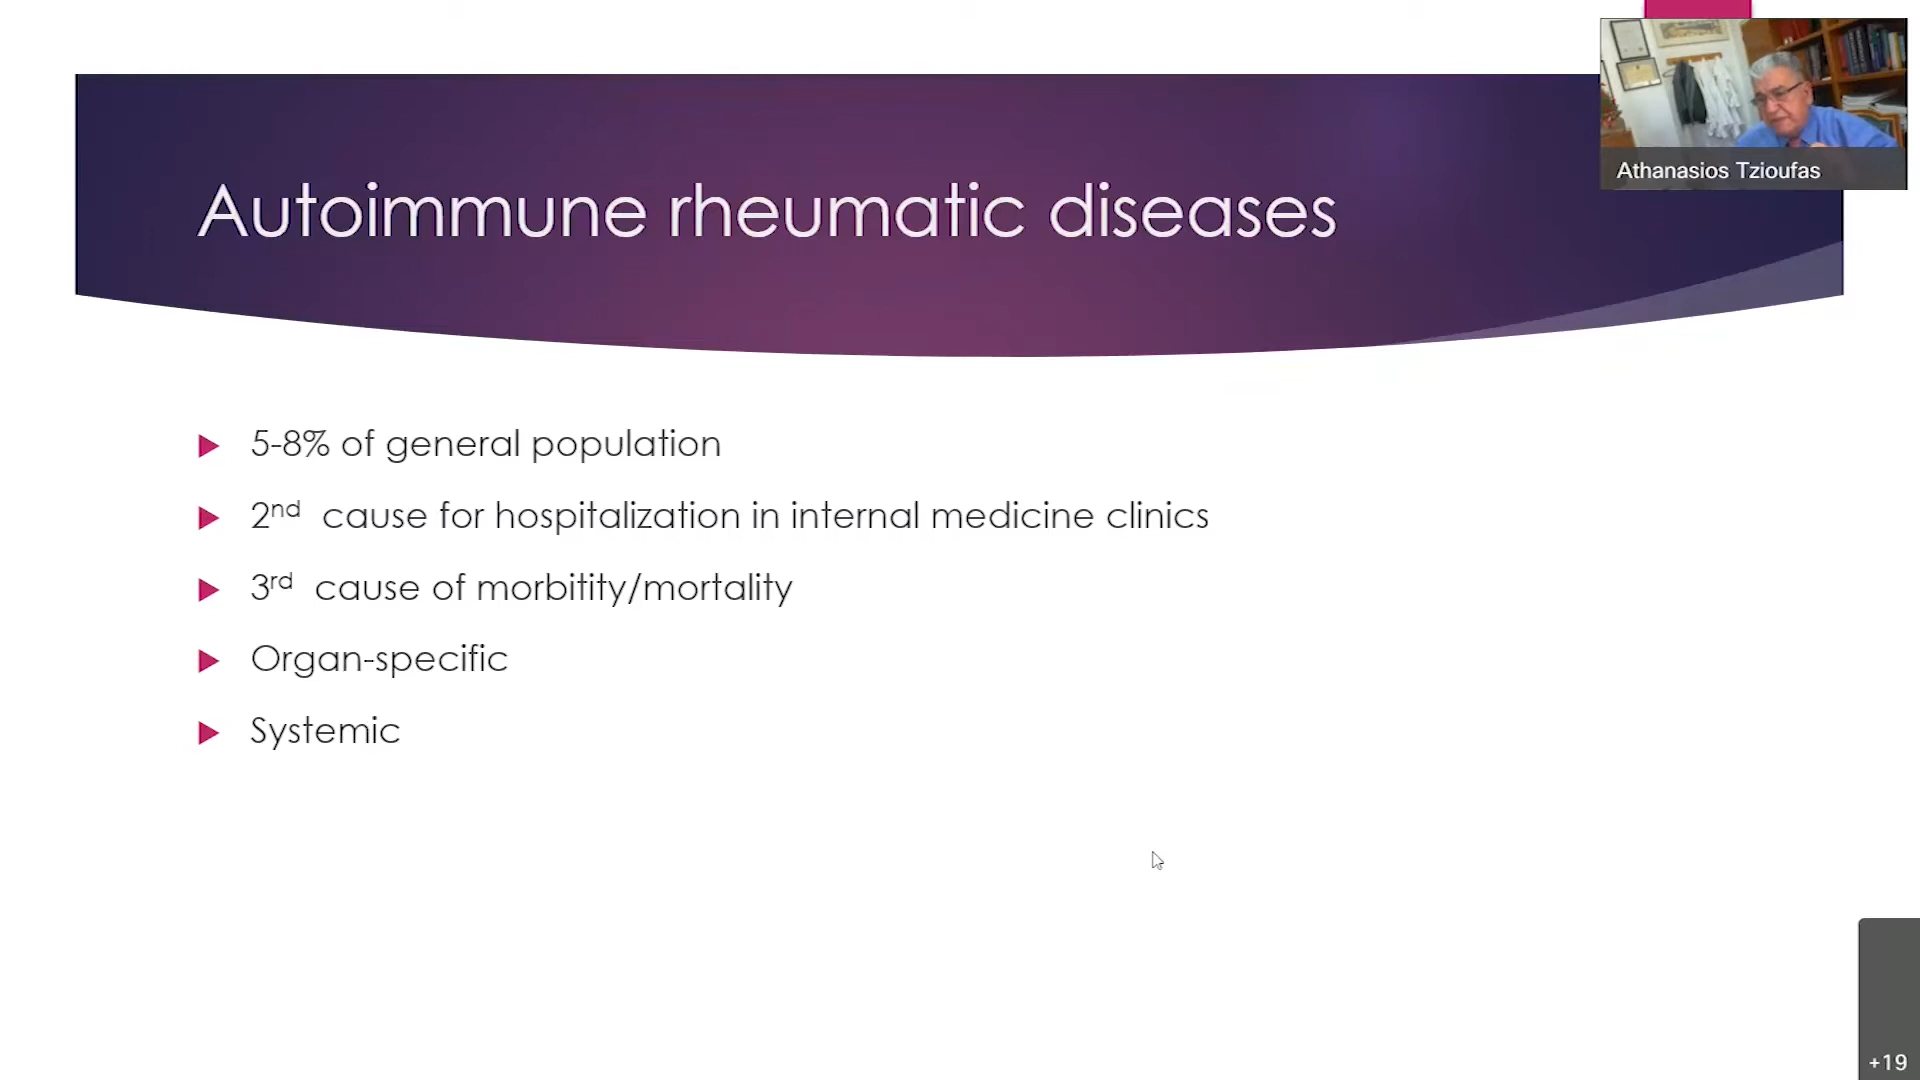 Athanasios Tzioufas
Autoimmune rheumatic diseases
5-8% of general population
2nd cause for hospitalization in internal medicine clinics
3rd cause of morbitity/mortality
Organ-specific
Systemic
+19